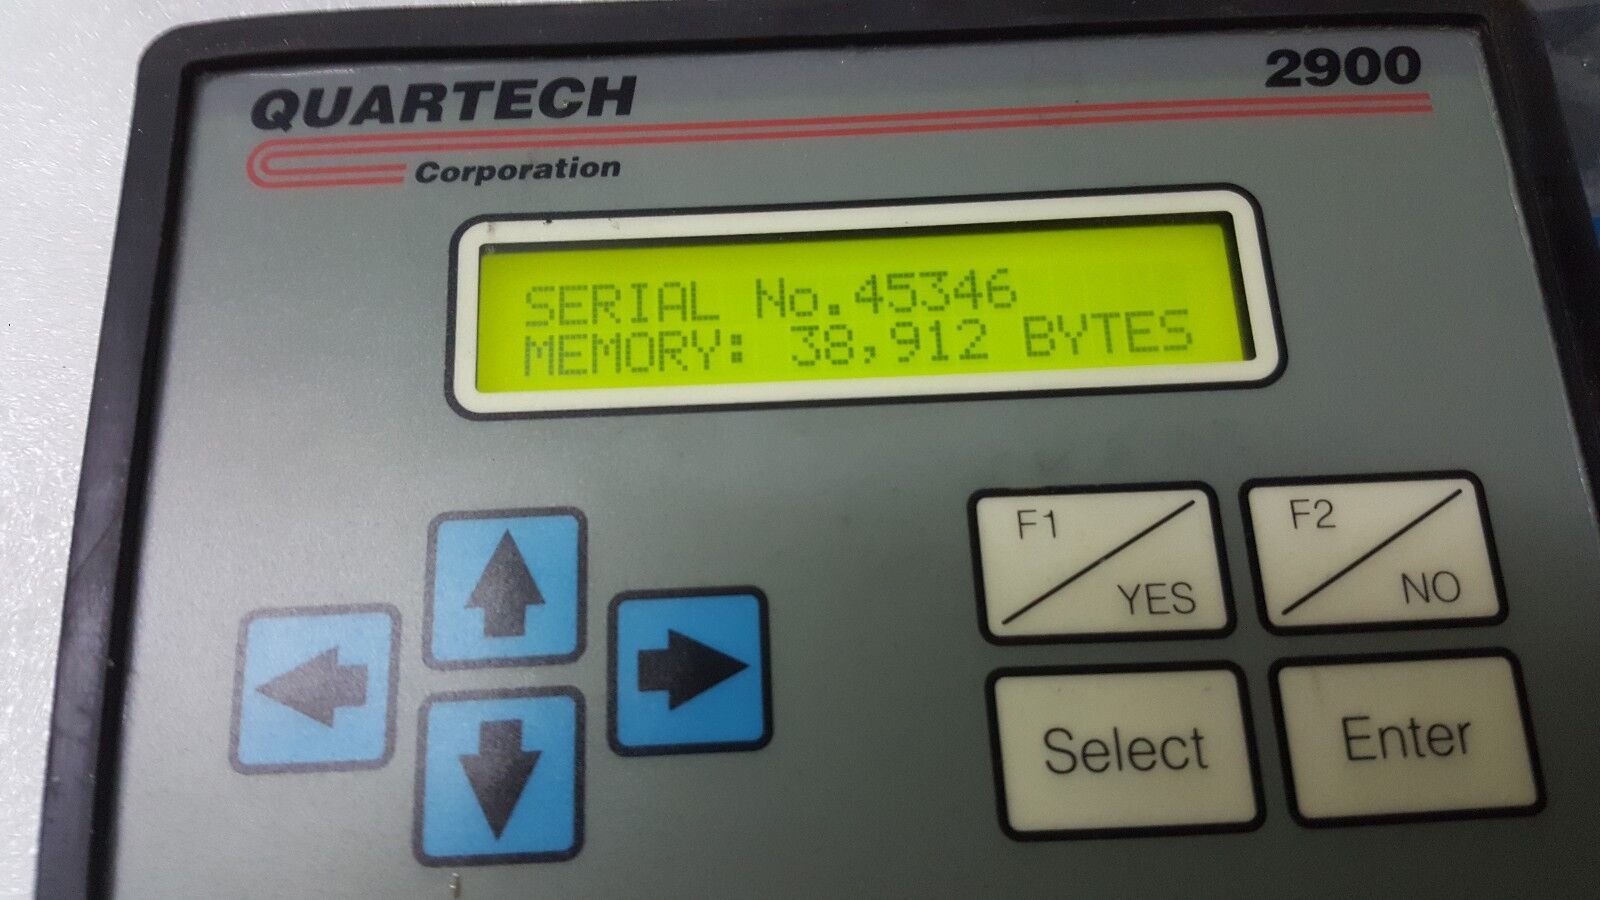 QUARTECH
2900
Corporation
SERIAL No.45346
MEMORY: 38,912 BYTES
F1
YES
F2
NO
Select
Enter